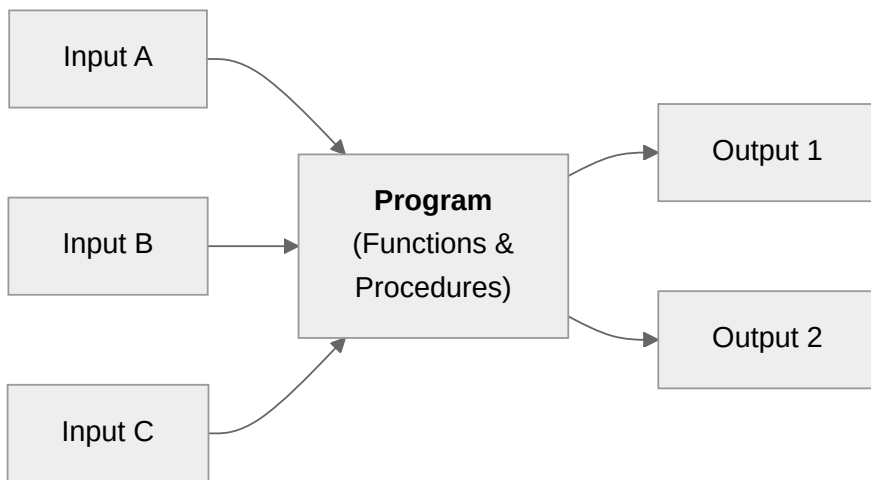 Input A
Input B
Input C
Program
(Functions &
Procedures)
Output 1
Output 2